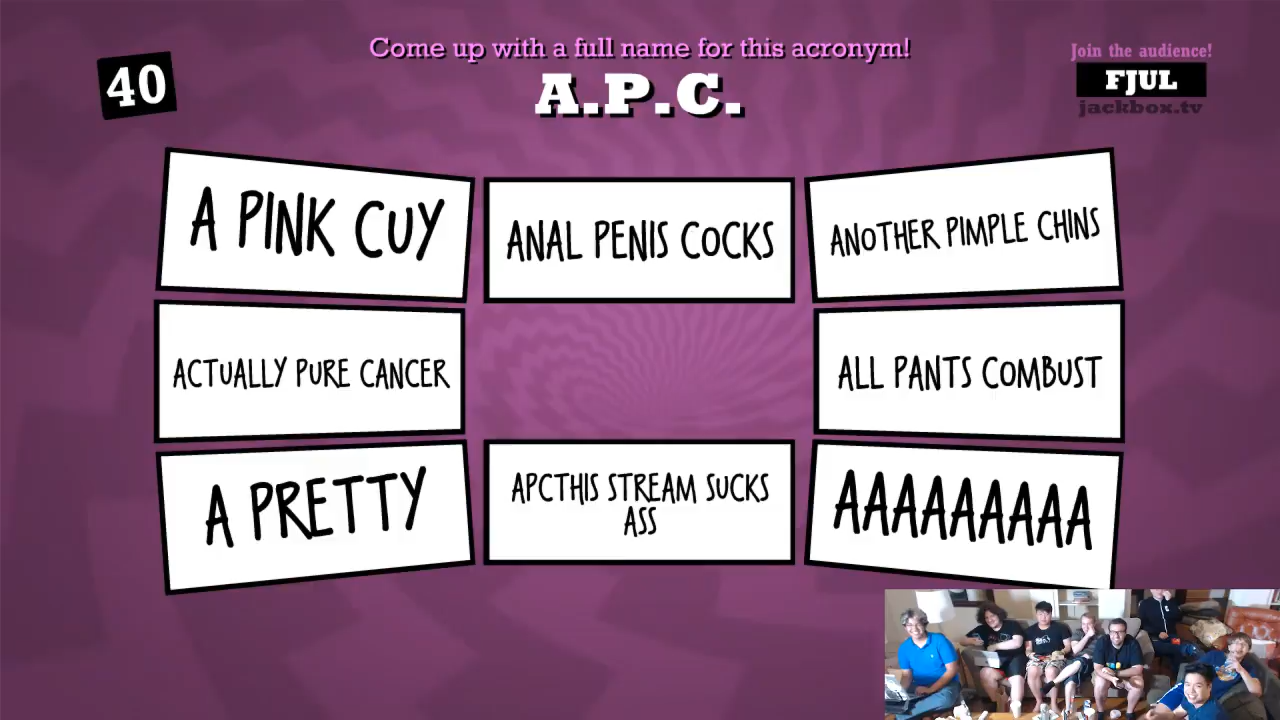 Come up with a full name for this acronym!
A.P.C.
40
Join the audience!
FJUL
jackbox.tv
A PINK CUY
ANAL PENIS COCKS
ANOTHER PIMPLE CHINS
ACTUALLY PURE CANCER
ALL PANTS COMBUST
A PRETTY
APCTHIS STREAM SUCKS
ASS
AAAAAAAAA